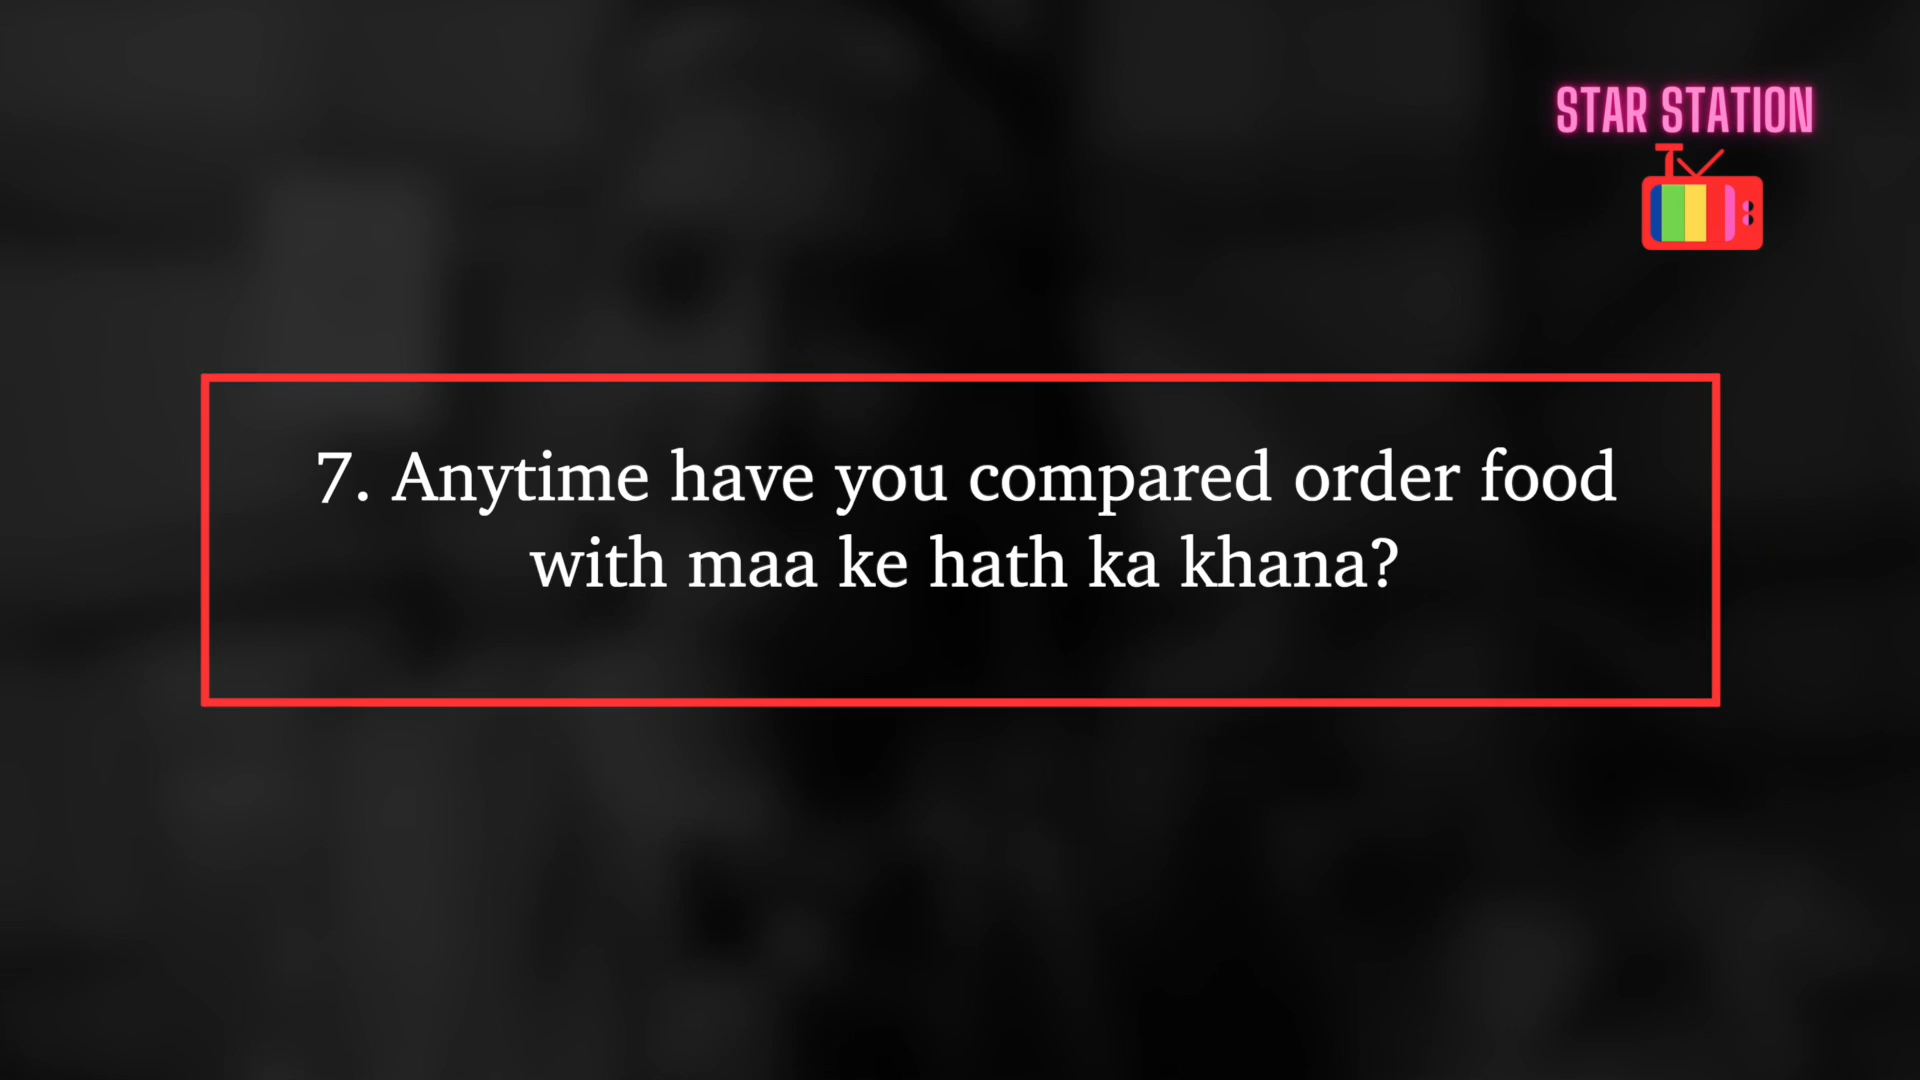 STAR STATION
7. Anytime have you compared order food
with maa ke hath ka khana?